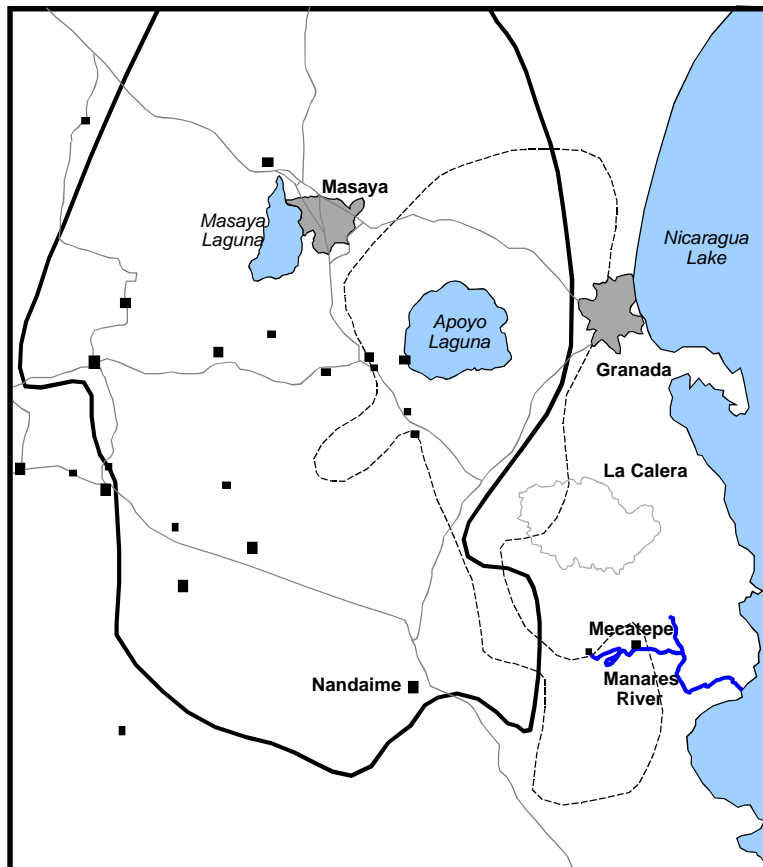 Masaya
Masaya
Laguna
Nicaragua
Lake
Apoyo
Laguna
Granada
La Calera
Mecatepe
Manares
River
Nandaime